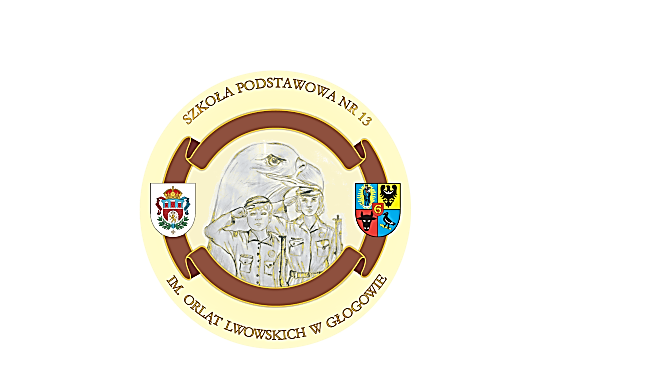 SZKOŁA PODSTAWOWA NR 13
G
IM. ORLĄT LWOWSKICH W GŁOGOWIE